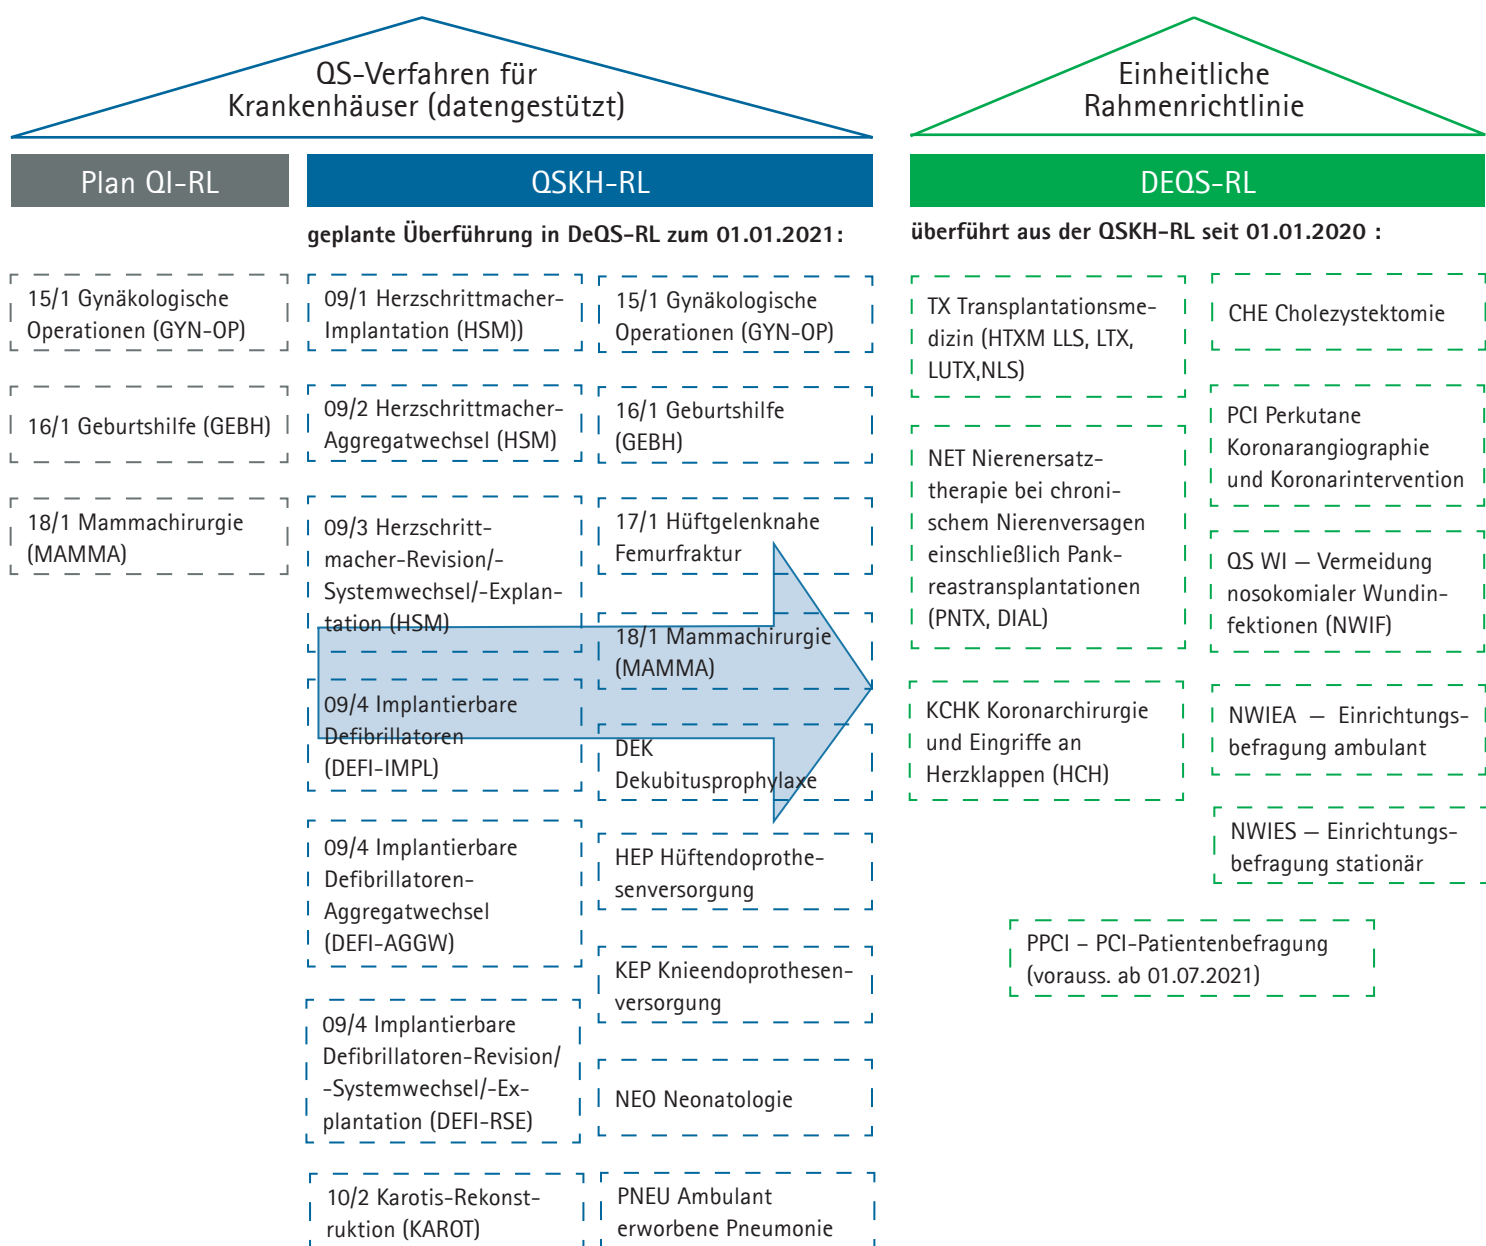 QS-Verfahren für
Krankenhäuser (datengestützt)
Einheitliche
Rahmenrichtlinie
Plan QI-RL
QSKH-RL
DEQS-RL
geplante Überführung in DeQS-RL zum 01.01.2021:
überführt aus der QSKH-RL seit 01.01.2020 :
15/1 Gynäkologische
Operationen (GYN-OP)
16/1 Geburtshilfe (GEBH)
18/1 Mammachirurgie
(MAMMA)
09/1 Herzschrittmacher-
Implantation (HSM))
09/2 Herzschrittmacher-
Aggregatwechsel (HSM)
09/3 Herzschritt-
macher-Revision/-
Systemwechsel/-Explan-
tation (HSM)
09/4 Implantierbare
Defibrillatoren
(DEFI-IMPL)
09/4 Implantierbare
Defibrillatoren-
Aggregatwechsel
(DEFI-AGGW)
09/4 Implantierbare
Defibrillatoren-Revision/
-Systemwechsel/-Ex-
plantation (DEFI-RSE)
10/2 Karotis-Rekonst-
ruktion (KAROT)
15/1 Gynäkologische
Operationen (GYN-OP)
16/1 Geburtshilfe
(GEBH)
17/1 Hüftgelenknahe
Femurfraktur
18/1 Mammachirurgie
(MAMMA)
DEK
Dekubitusprophylaxe
HEP Hüftendoprothe-
senversorgung
KEP Knieendoprothesen-
versorgung
NEO Neonatologie
PNEU Ambulant
erworbene Pneumonie
TX Transplantationsme-
dizin (HTXM LLS, LTX,
LUTX,NLS)
NET Nierenersatz-
therapie bei chroni-
schem Nierenversagen
einschließlich Pank-
reastransplantationen
(PNTX, DIAL)
KCHK Koronarchirurgie
und Eingriffe an
Herzklappen (HCH)
CHE Cholezystektomie
PCI Perkutane
Koronarangiographie
und Koronarintervention
QS WI — Vermeidung
nosokomialer Wundin-
fektionen (NWIF)
NWIEA — Einrichtungs-
befragung ambulant
NWIES — Einrichtungs-
befragung stationär
PPCI – PCI-Patientenbefragung
(vorauss. ab 01.07.2021)